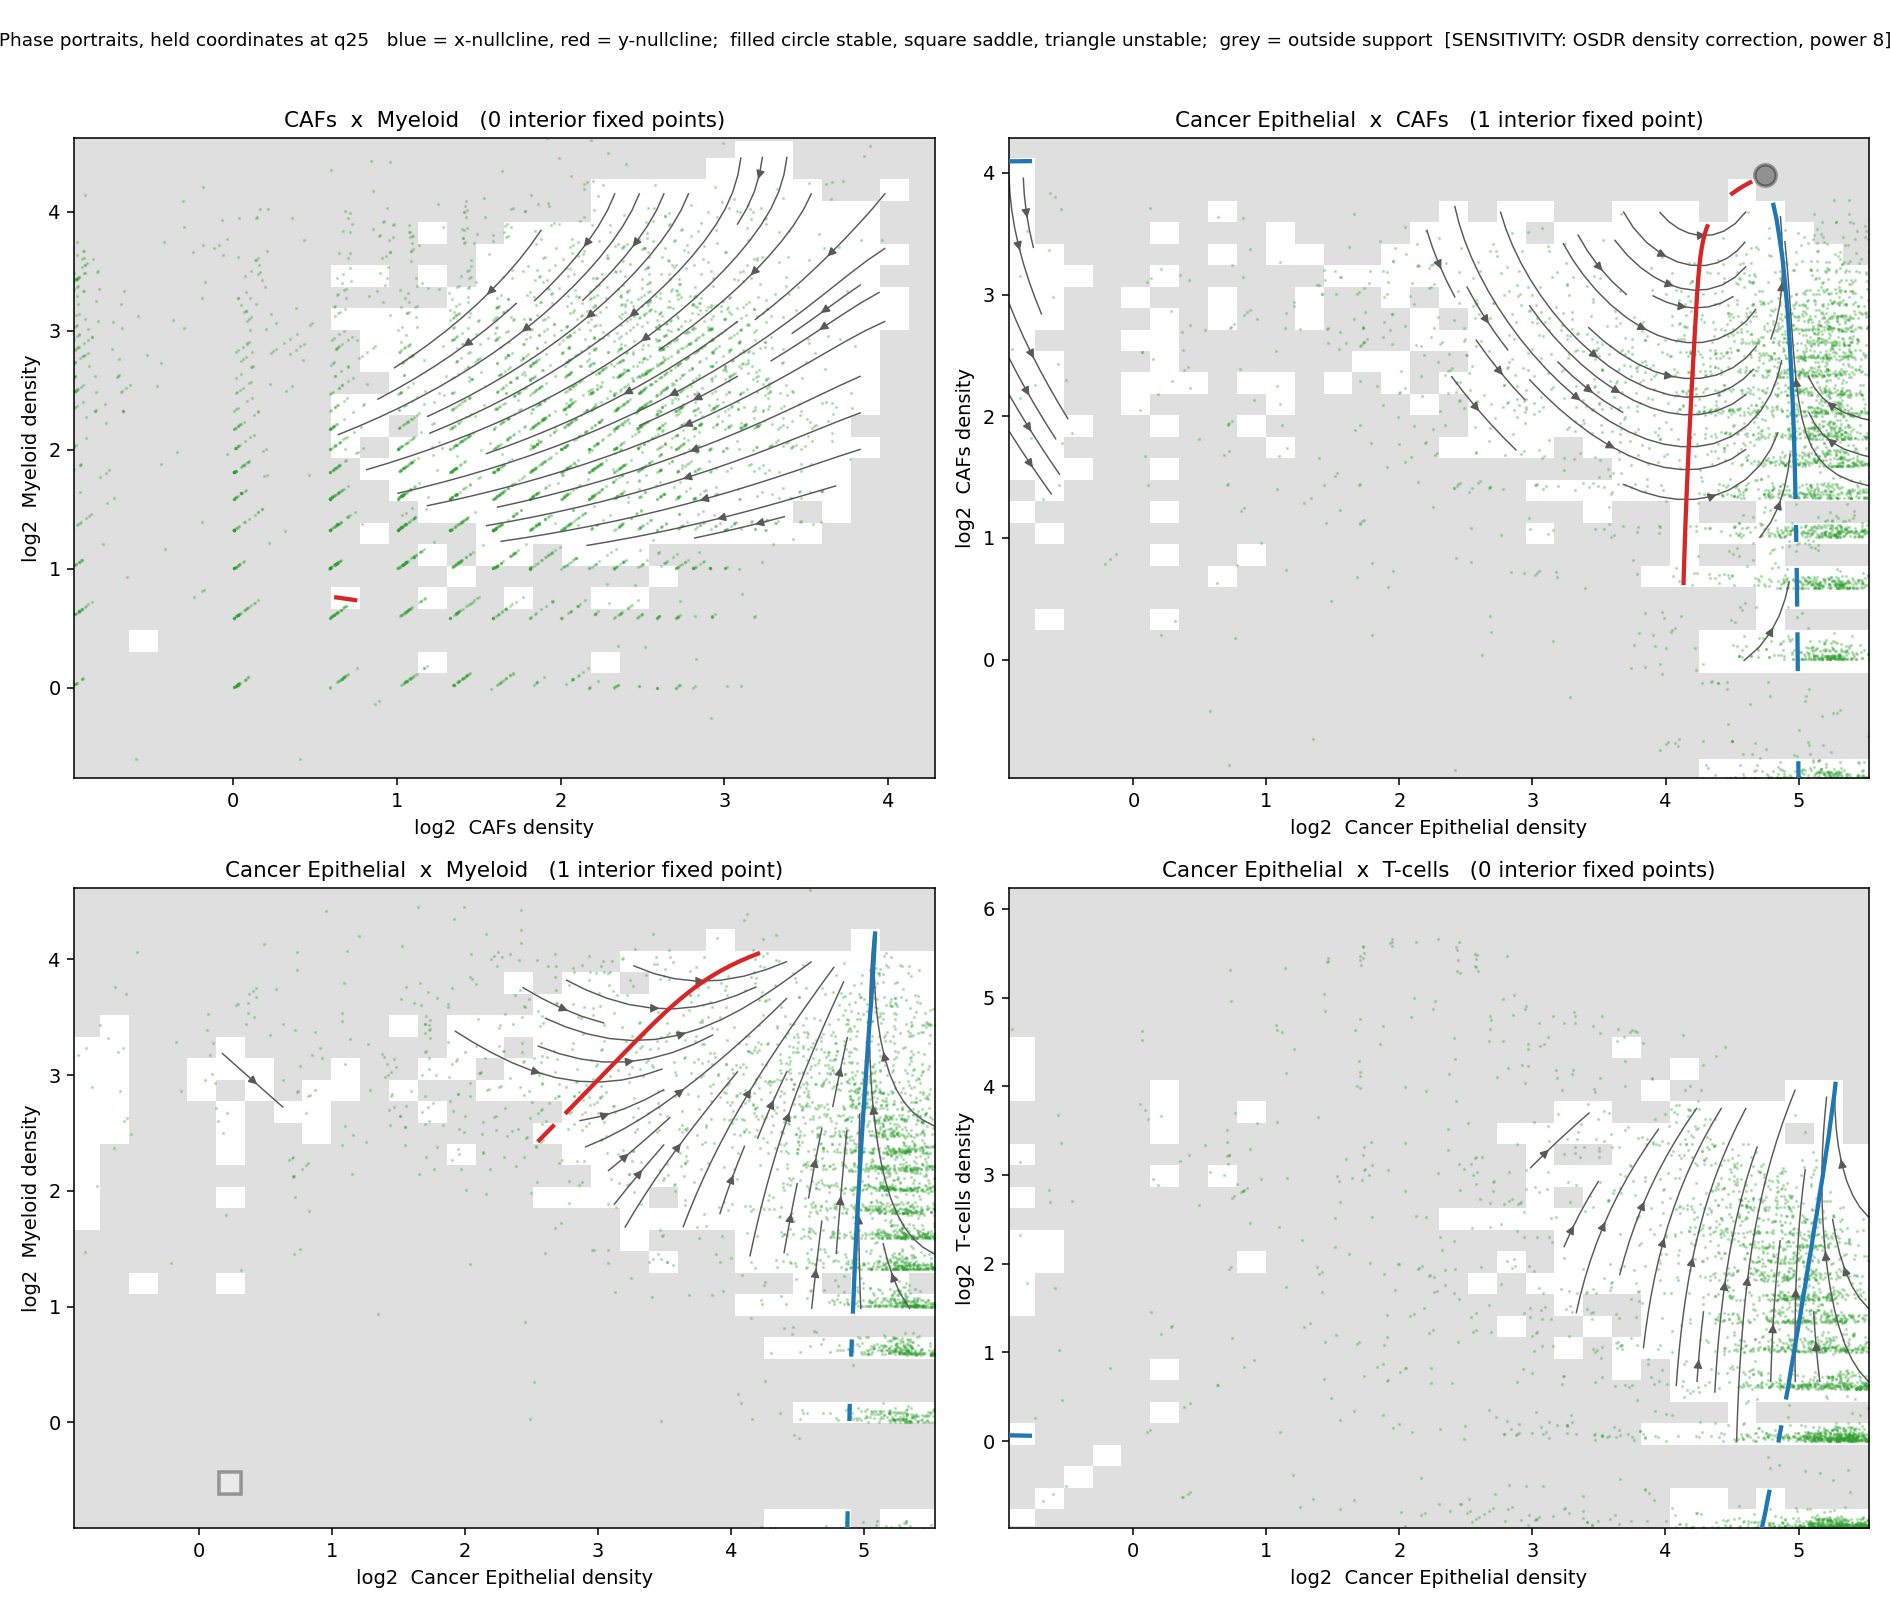 Phase portraits, held coordinates at q25   blue = x-nullcline, red = y-nullcline;  filled circle stable, square saddle, triangle unstable;  grey = outside support  [SENSITIVITY: OSDR density correction, power 8]
CAFs  x  Myeloid   (0 interior fixed points)
4
3
2
1
0
log2  Myeloid density
0 1 2 3 4
log2  CAFs density
Cancer Epithelial  x  CAFs   (1 interior fixed point)
4
3
2
1
0
log2  CAFs density
0 1 2 3 4 5
log2  Cancer Epithelial density
Cancer Epithelial  x  Myeloid   (1 interior fixed point)
4
3
2
1
0
log2  Myeloid density
0 1 2 3 4 5
log2  Cancer Epithelial density
Cancer Epithelial  x  T-cells   (0 interior fixed points)
6
5
4
3
2
1
0
log2  T-cells density
0 1 2 3 4 5
log2  Cancer Epithelial density